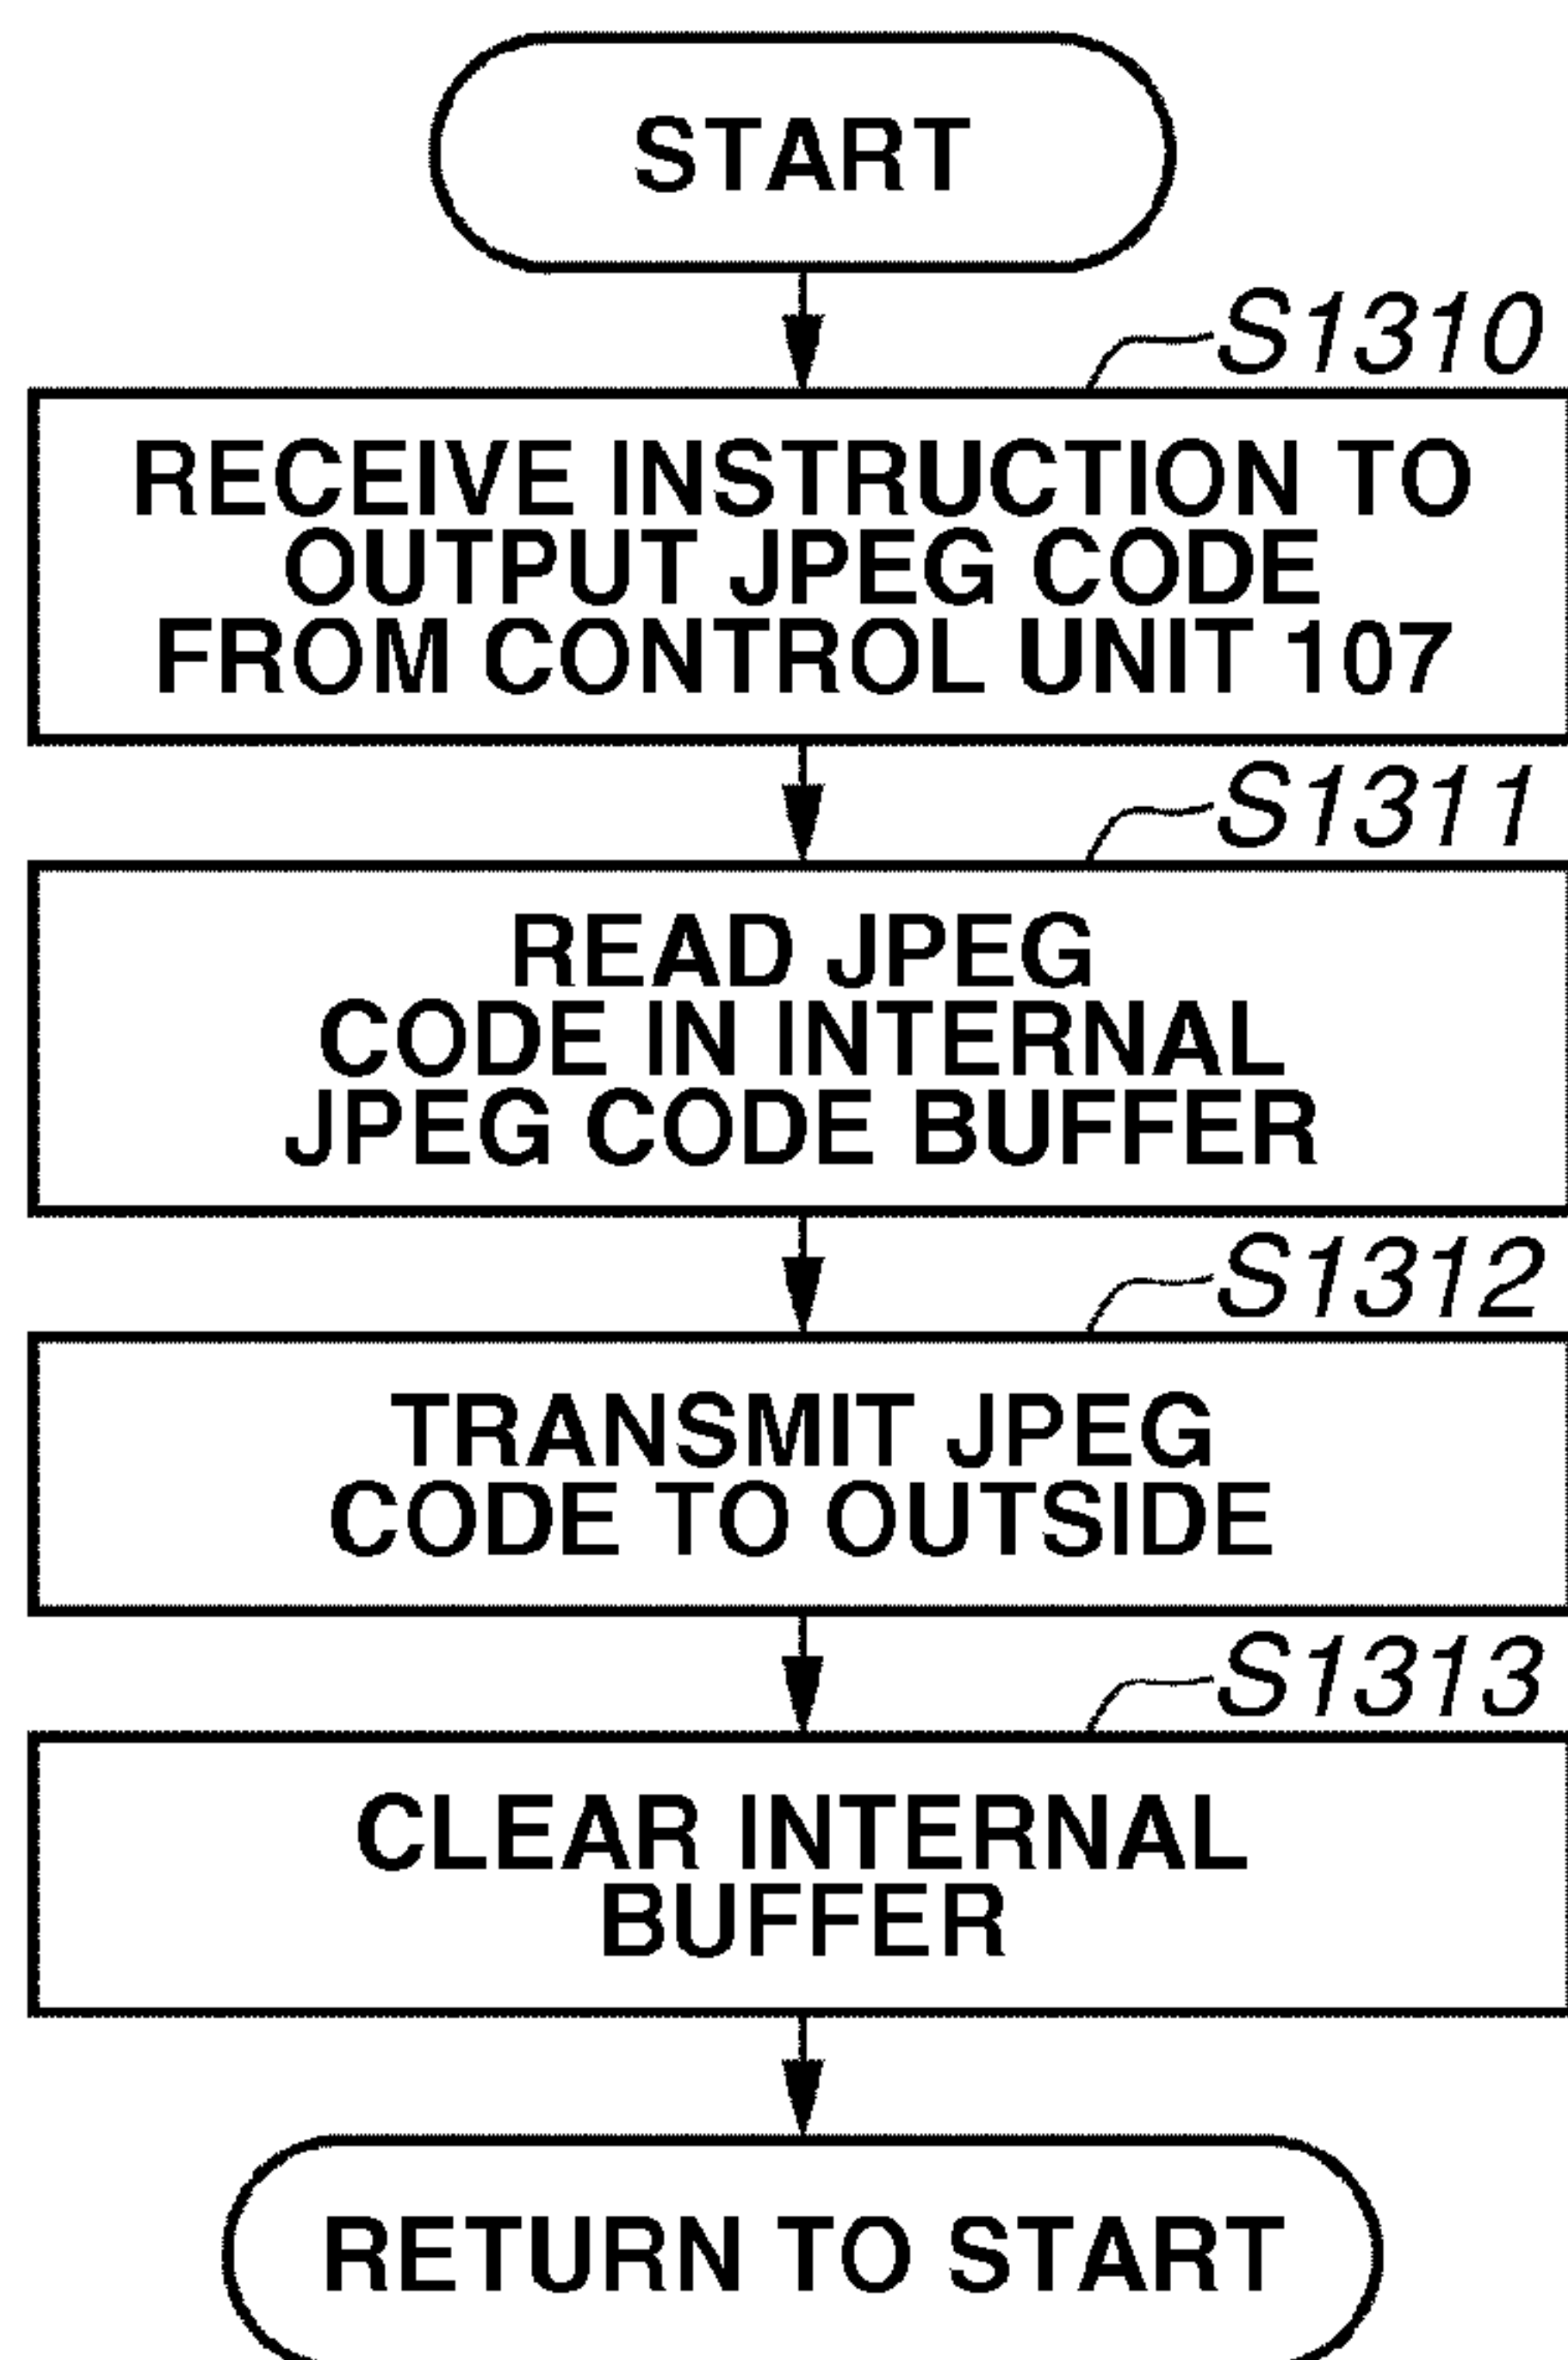 START
S1310
RECEIVE INSTRUCTION TO
OUTPUT JPEG CODE
FROM CONTROL UNIT 107
S1311
READ JPEG
CODE IN INTERNAL
JPEG CODE BUFFER
S1312
TRANSMIT JPEG
CODE TO OUTSIDE
S1313
CLEAR INTERNAL
BUFFER
RETURN TO START